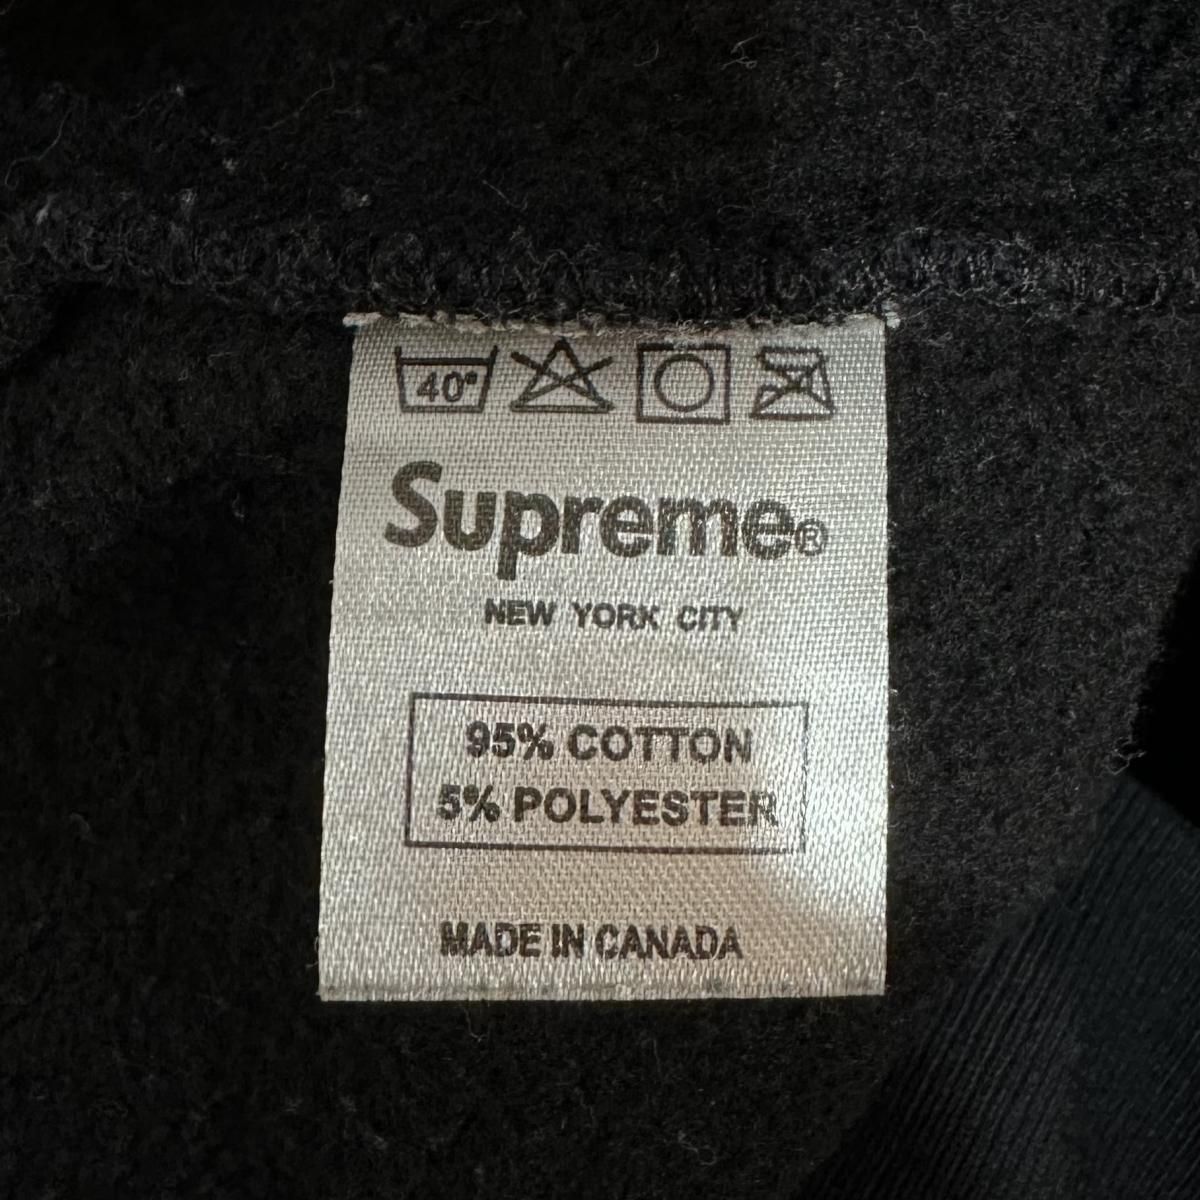 40°
Supreme®
NEW YORK CITY
95% COTTON
5% POLYESTER
MADE IN CANADA